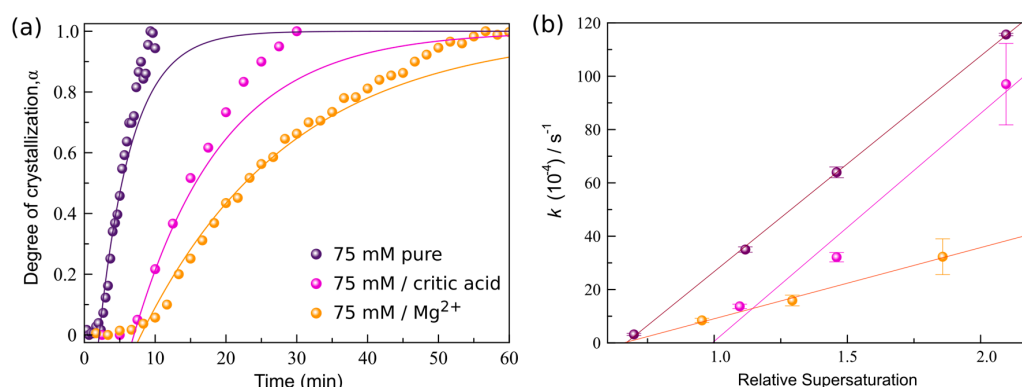 (a)
Degree of crystallization,α
1.0
0.8
0.6
0.4
0.2
0
0 10 20 30 40 50 60
Time (min)
75 mM pure
75 mM / critic acid
75 mM / Mg²⁺
(b)
k (10⁻⁴) / s⁻¹
120
100
80
60
40
20
0
1.0 1.5 2.0
Relative Supersaturation